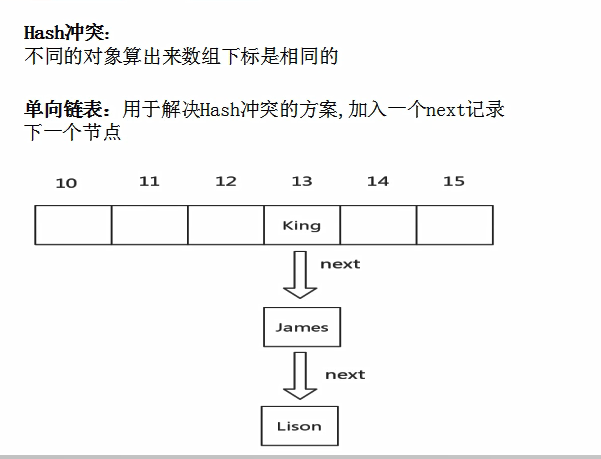 Hash冲突：
不同的对象算出来数组下标是相同的
单向链表：用于解决Hash冲突的方案,加入一个next记录
下一个节点
10 11 12 13 14 15
King
next
James
next
Lison